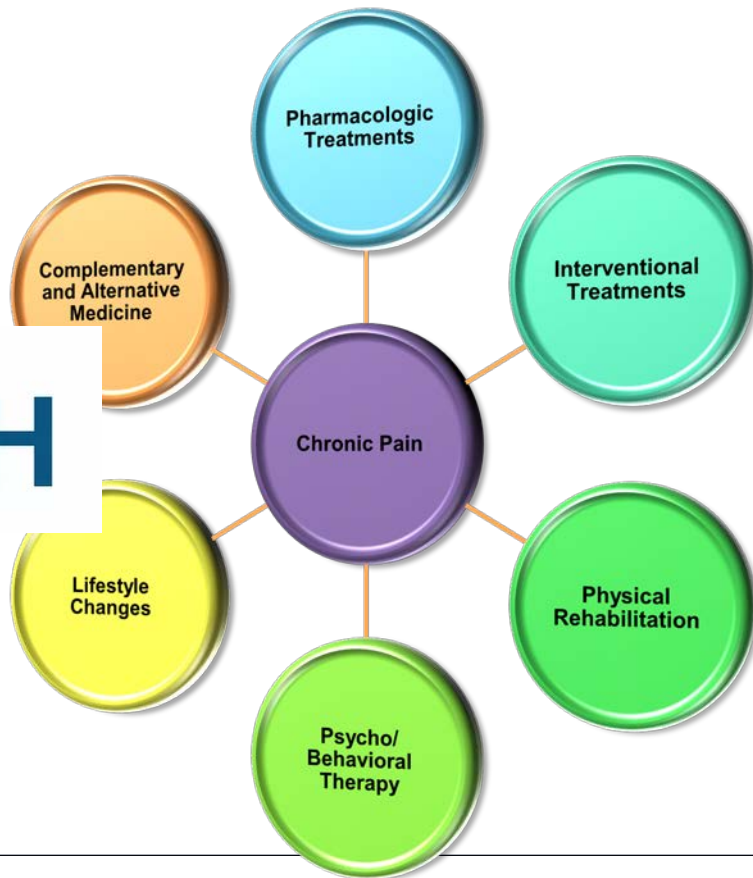 Pharmacologic
Treatments
Complementary
and Alternative
Medicine
Interventional
Treatments
H
Chronic Pain
Lifestyle
Changes
Physical
Rehabilitation
Psycho/
Behavioral
Therapy